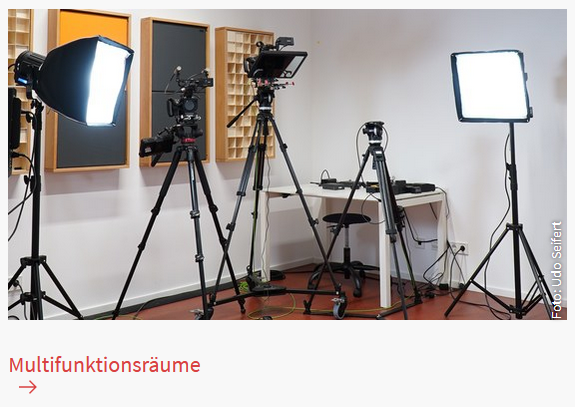 Foto: Udo Seifert
Multifunktionsräume
→